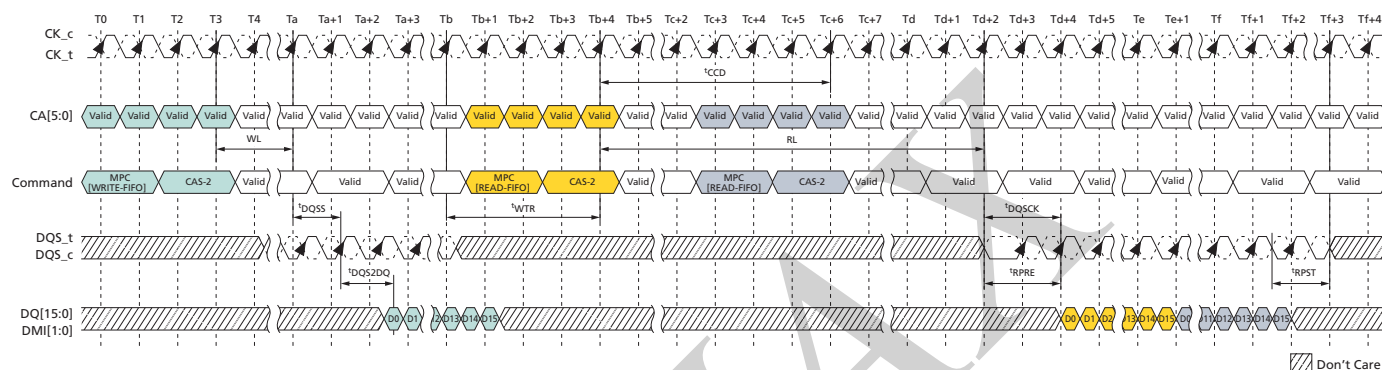 T0 T1 T2 T3 T4 Ta Ta+1 Ta+2 Ta+3 Tb Tb+1 Tb+2 Tb+3 Tb+4 Tb+5 Tc+2 Tc+3 Tc+4 Tc+5 Tc+6 Tc+7 Td Td+1 Td+2 Td+3 Td+4 Td+5 Te Te+1 Tf Tf+1 Tf+2 Tf+3 Tf+4
CK_c
CK_t
tCCD
CA[5:0] Valid Valid Valid Valid Valid Valid Valid Valid Valid Valid Valid Valid Valid Valid Valid Valid Valid Valid Valid Valid Valid Valid Valid Valid Valid Valid Valid Valid Valid Valid Valid Valid Valid
WL RL
Command MPC [WRITE-FIFO] CAS-2 Valid Valid Valid MPC [READ-FIFO] CAS-2 Valid MPC [READ-FIFO] CAS-2 Valid Valid Valid Valid Valid Valid Valid
tDQSS tWTR tDQSCK
DQS_t
DQS_c
tDQS2DQ tRPRE tRPST
DQ[15:0]
DMI[1:0]
D0 D1 D13 D14 D15 D0 D1 D2 D14 D15 D0 D12 D13 D14 D15
Don't Care